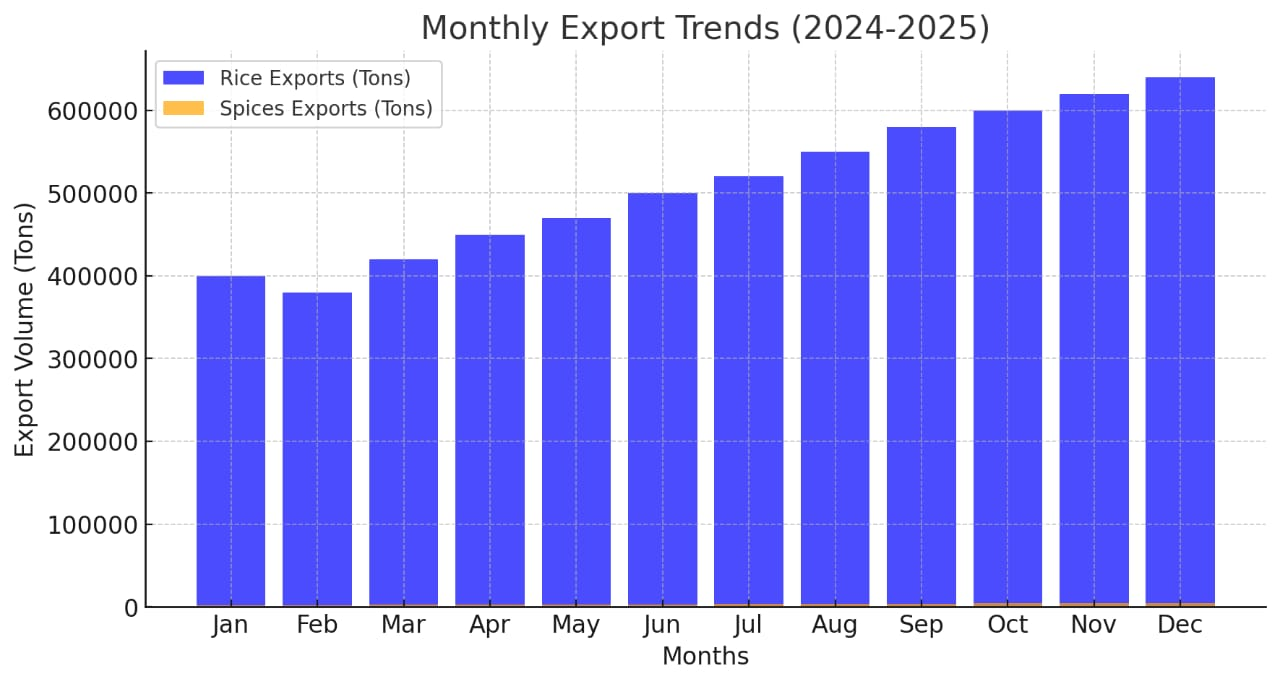 Monthly Export Trends (2024-2025)
Rice Exports (Tons)
Spices Exports (Tons)
Export Volume (Tons)
600000
500000
400000
300000
200000
100000
0
Jan Feb Mar Apr May Jun Jul Aug Sep Oct Nov Dec
Months